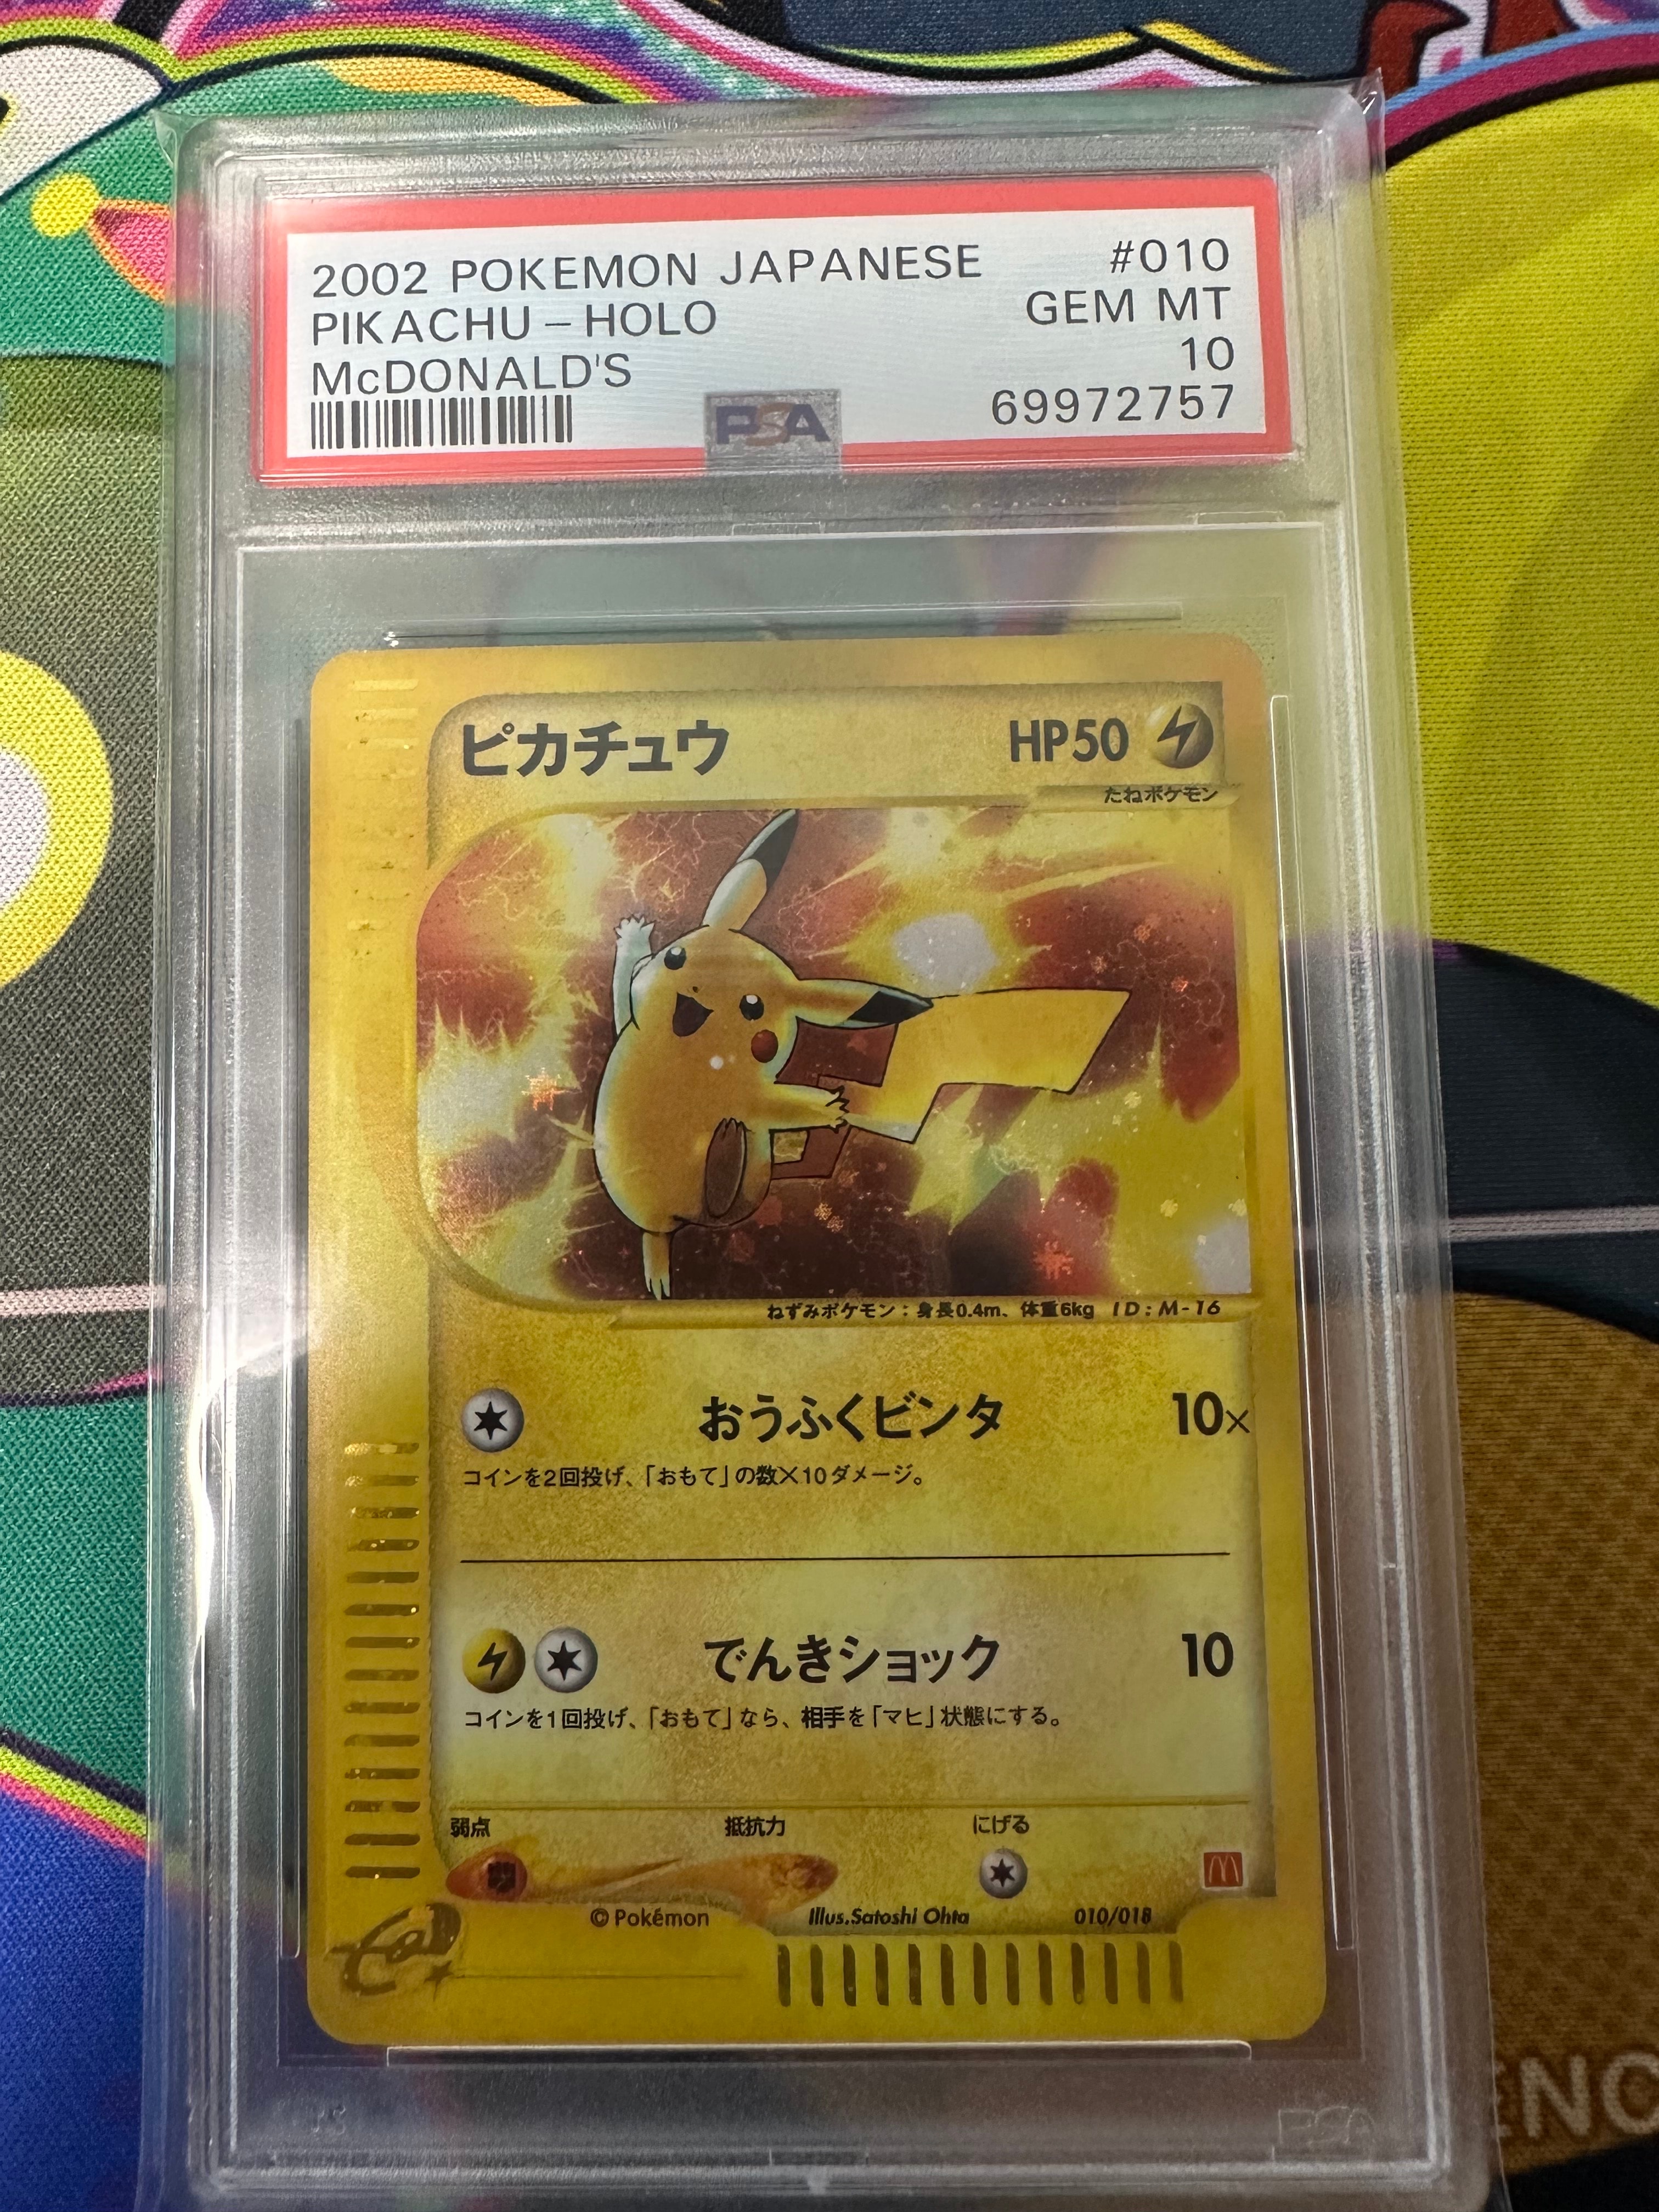 2002 POKEMON JAPANESE #010
PIKACHU – HOLO GEM MT
McDONALD'S 10
PSA 69972757
ピカチュウ HP50
たねポケモン
ねずみポケモン：身長0.4m、体重6kg ID:M-16
おうふくビンタ 10×
コインを2回投げ、「おもて」の数×10ダメージ。
でんきショック 10
コインを1回投げ、「おもて」なら、相手を「マヒ」状態にする。
弱点 抵抗力 にげる
©Pokémon Illus.Satoshi Ohta 010/018
PSA